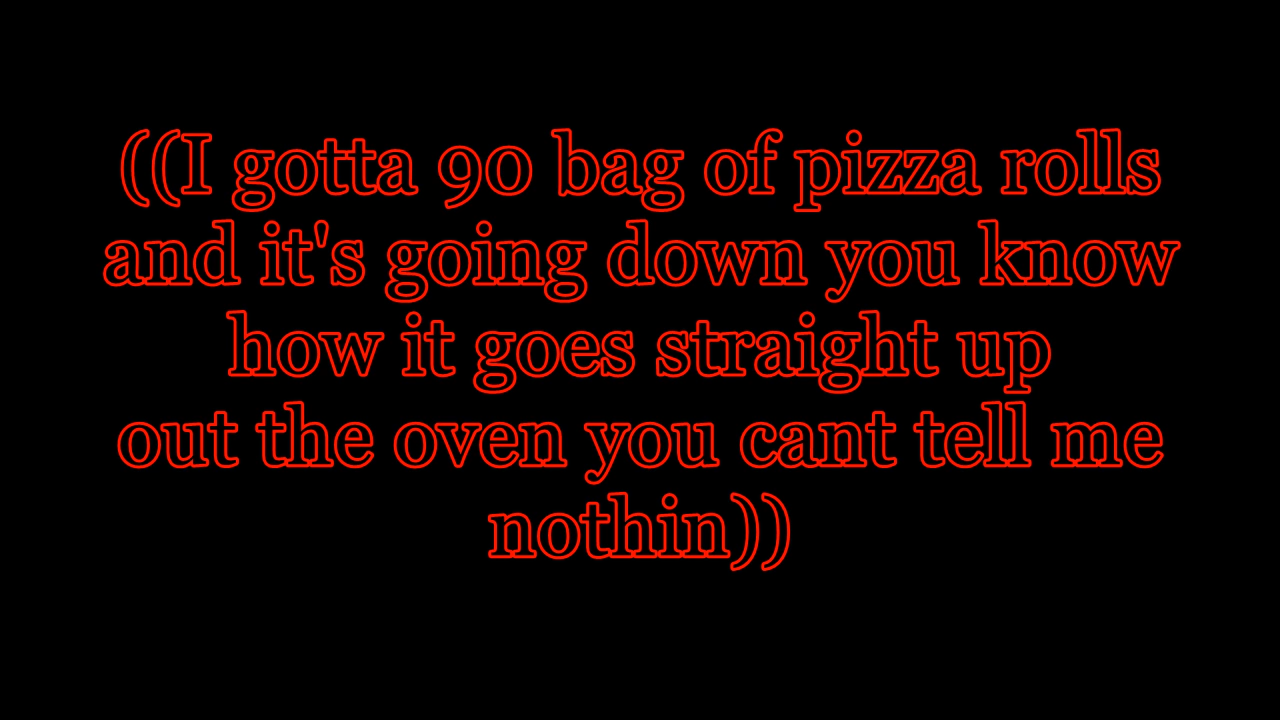 ((I gotta 90 bag of pizza rolls
and it's going down you know
how it goes straight up
out the oven you cant tell me
nothin))